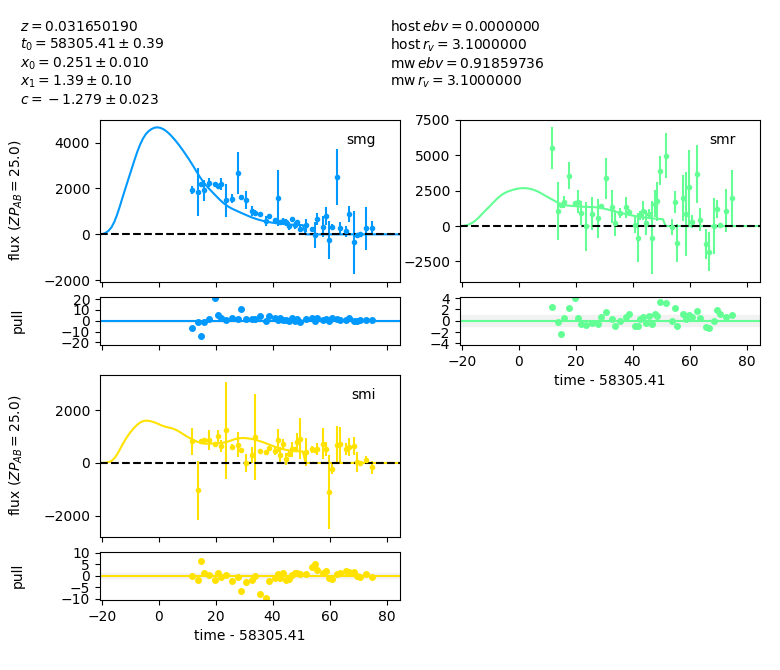 z = 0.031650190
t0 = 58305.41 ± 0.39
x0 = 0.251 ± 0.010
x1 = 1.39 ± 0.10
c = −1.279 ± 0.023
host ebv = 0.0000000
host rv = 3.1000000
mw ebv = 0.91859736
mw rv = 3.1000000
flux (ZPAB = 25.0)
4000
2000
0
−2000
smg
7500
5000
2500
0
−2500
smr
pull
20
10
0
−10
−20
4
2
0
−2
−4
−20 0 20 40 60 80
time - 58305.41
flux (ZPAB = 25.0)
2000
0
−2000
smi
pull
10
5
0
−5
−10
−20 0 20 40 60 80
time - 58305.41